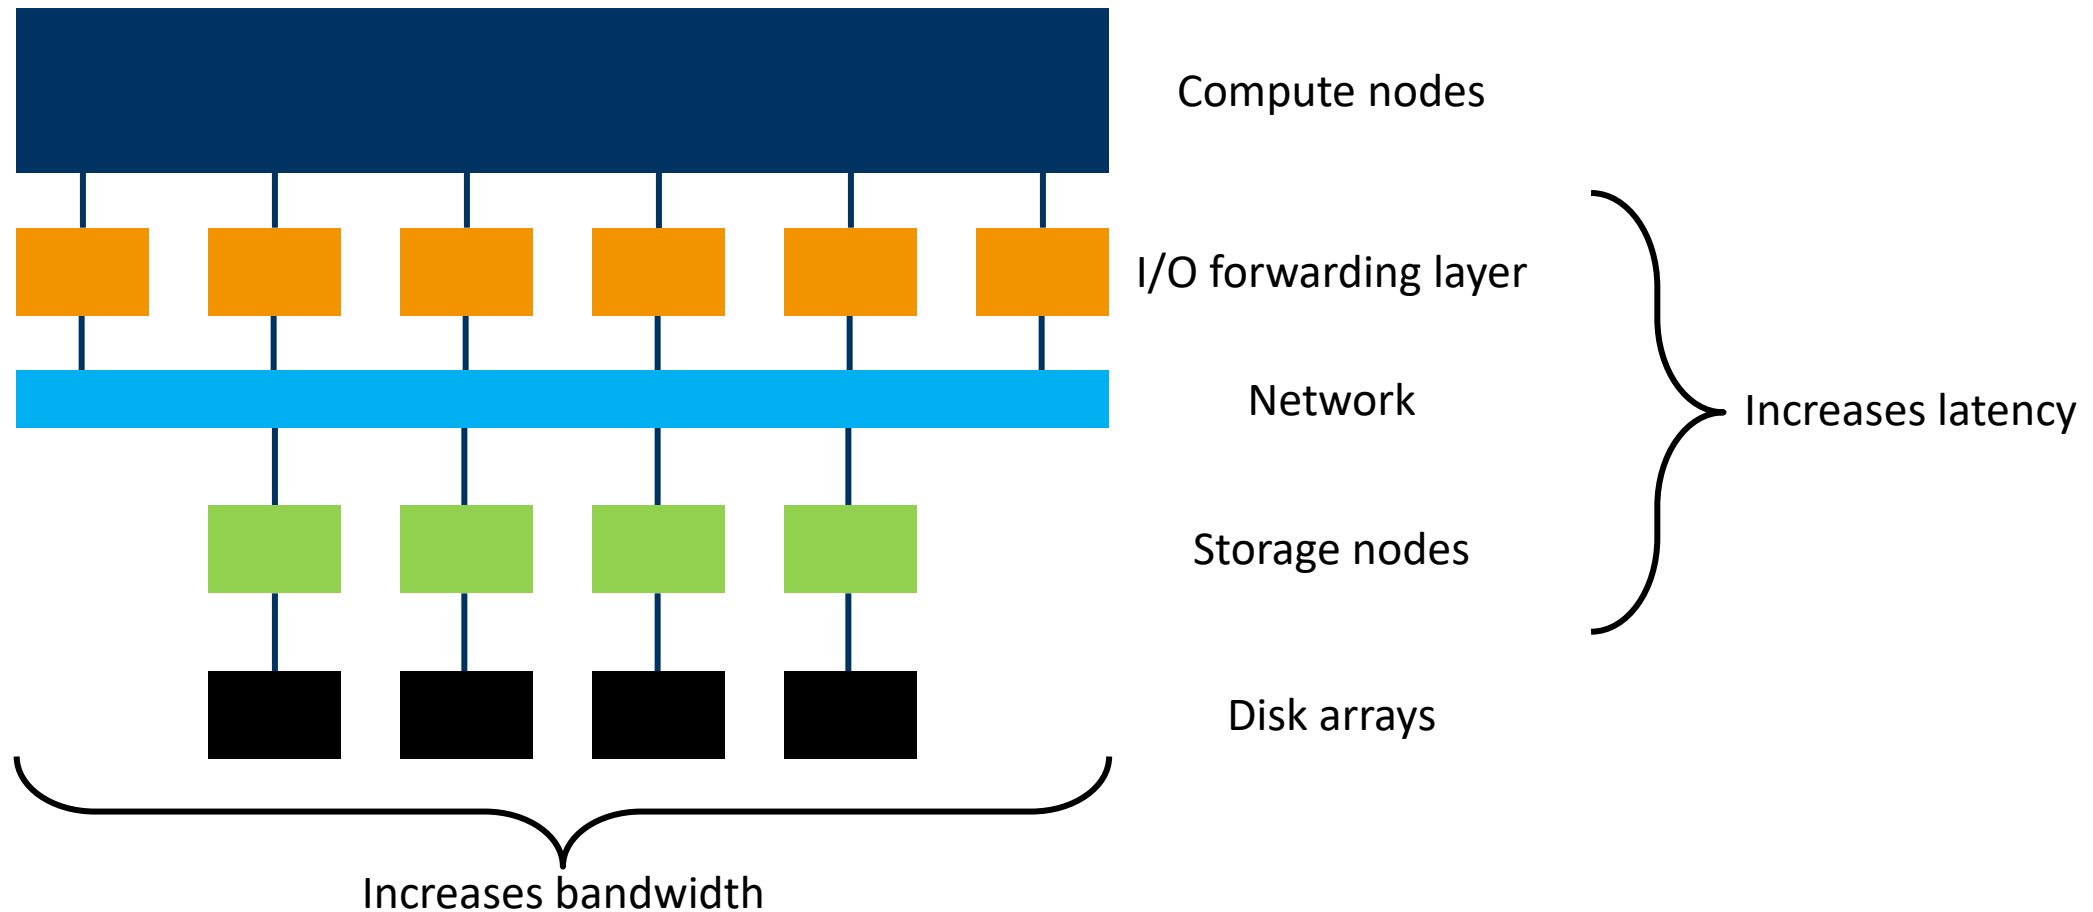 Compute nodes
I/O forwarding layer
Network
Increases latency
Storage nodes
Disk arrays
Increases bandwidth